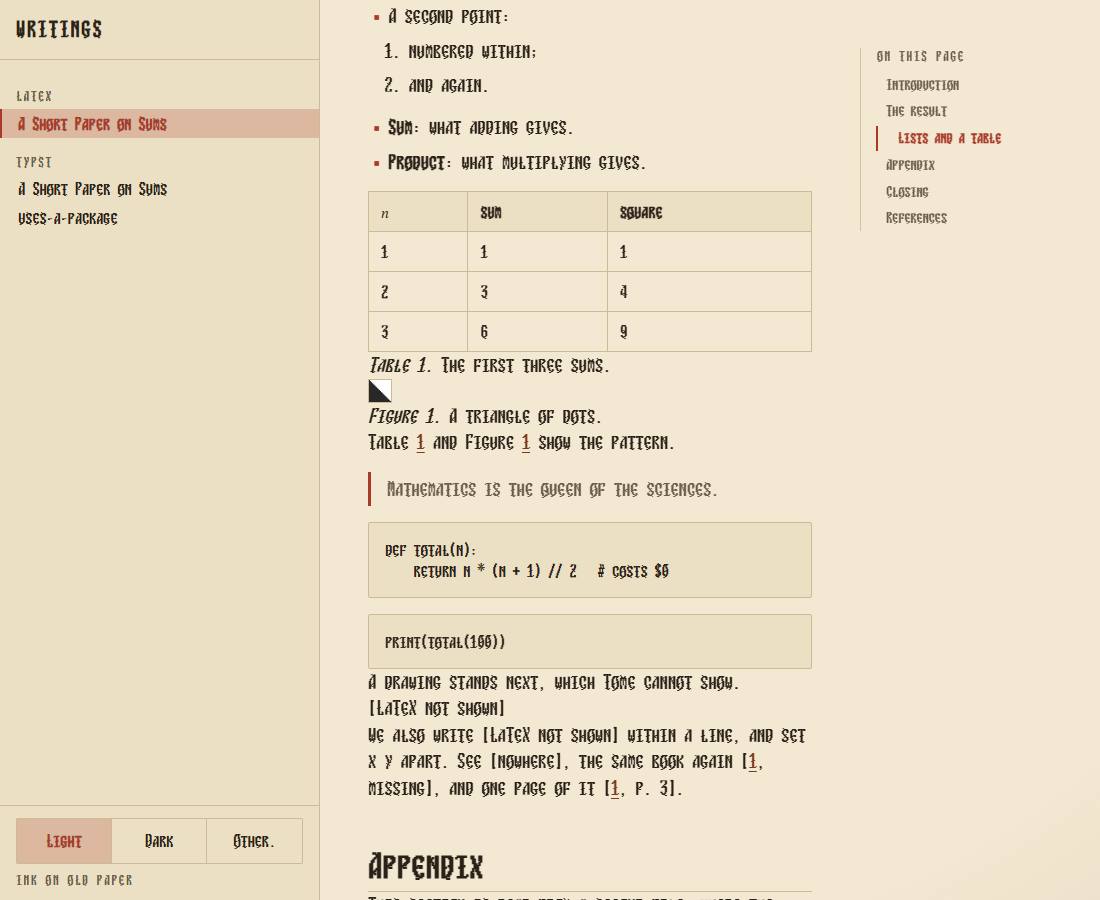 Writings
LaTeX
A Short Paper on Sums
Typst
A Short Paper on Sums
uses-a-package
Light
Dark
Other.
Ink on old paper
A second point:
1. numbered within;
2. and again.
Sum: what adding gives.
Product: what multiplying gives.
n sum square
1 1 1
2 3 4
3 6 9
Table 1. The first three sums.
Figure 1. A triangle of dots.
Table 1 and Figure 1 show the pattern.
Mathematics is the queen of the sciences.
def total(n):
return n * (n + 1) // 2 # costs $0
print(total(100))
A drawing stands next, which Tome cannot show.
[LaTeX not shown]
We also write [LaTeX not shown] within a line, and set
x y apart. See [nowhere], the same book again [1,
missing], and one page of it [1, p. 3].
Appendix
On this page
Introduction
The result
Lists and a table
Appendix
Closing
References